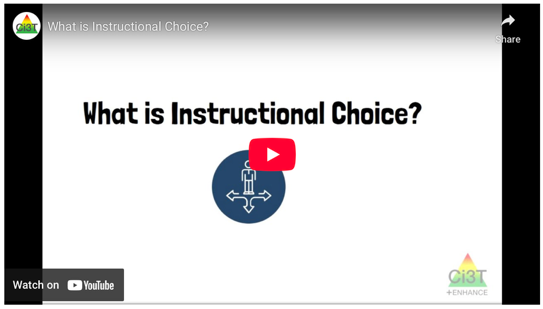 Ci3T
What is Instructional Choice?
Share
What is Instructional Choice?
Ci3T
+ENHANCE
Watch on YouTube